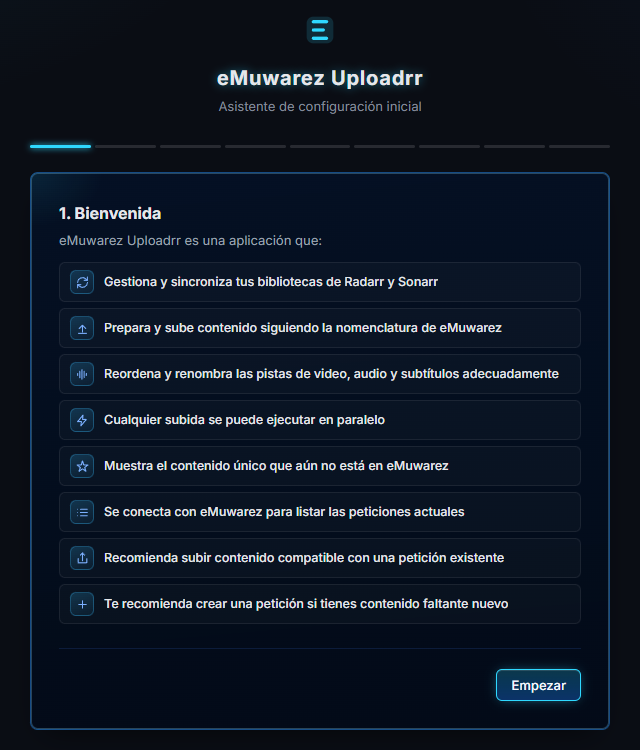 eMuwarez Uploadrr
Asistente de configuración inicial
1. Bienvenida
eMuwarez Uploadrr es una aplicación que:
Gestiona y sincroniza tus bibliotecas de Radarr y Sonarr
Prepara y sube contenido siguiendo la nomenclatura de eMuwarez
Reordena y renombra las pistas de video, audio y subtítulos adecuadamente
Cualquier subida se puede ejecutar en paralelo
Muestra el contenido único que aún no está en eMuwarez
Se conecta con eMuwarez para listar las peticiones actuales
Recomienda subir contenido compatible con una petición existente
Te recomienda crear una petición si tienes contenido faltante nuevo
Empezar